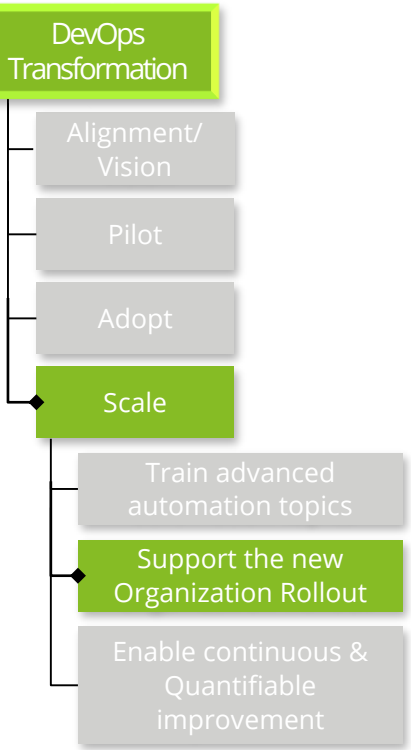 DevOps
Transformation
Alignment/
Vision
Pilot
Adopt
Scale
Train advanced
automation topics
Support the new
Organization Rollout
Enable continuous &
Quantifiable
improvement